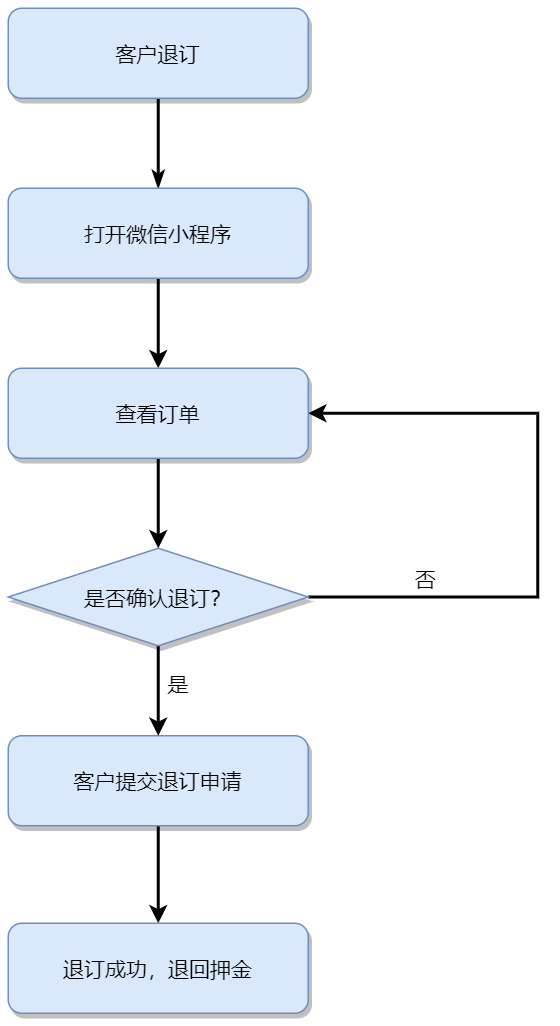 客户退订
打开微信小程序
查看订单
是否确认退订?
否
是
客户提交退订申请
退订成功，退回押金